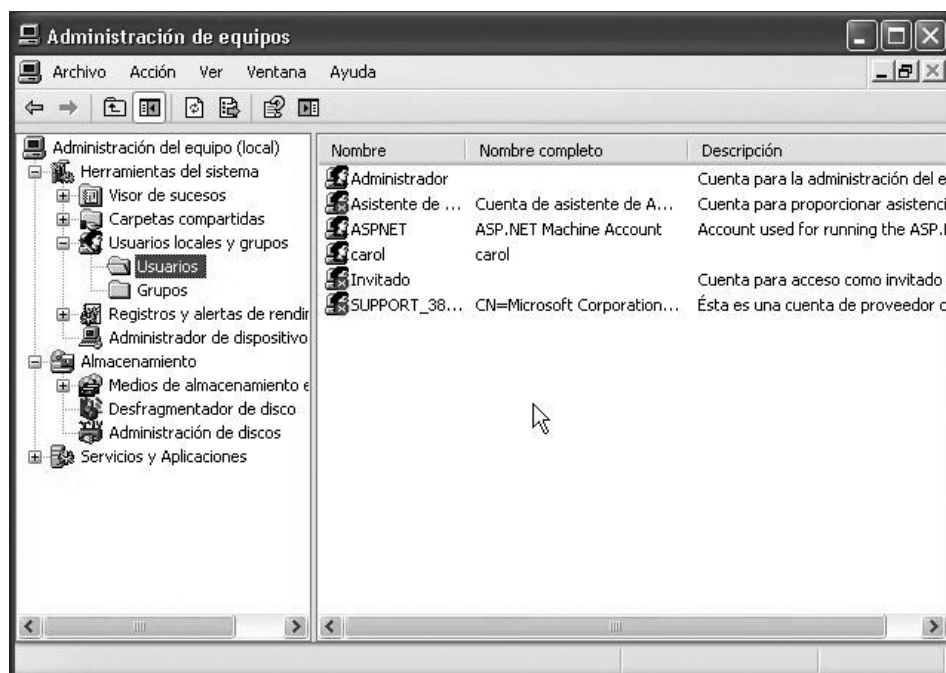 Administración de equipos
Archivo Acción Ver Ventana Ayuda
Administración del equipo (local)
Herramientas del sistema
Visor de sucesos
Carpetas compartidas
Usuarios locales y grupos
Usuarios
Grupos
Registros y alertas de rendir
Administrador de dispositivo
Almacenamiento
Medios de almacenamiento e
Desfragmentador de disco
Administración de discos
Servicios y Aplicaciones
Nombre Nombre completo Descripción
Administrador Cuenta para la administración del e
Asistente de ... Cuenta de asistente de A... Cuenta para proporcionar asistenci
ASPNET ASP.NET Machine Account Account used for running the ASP.
carol carol
Invitado Cuenta para acceso como invitado
SUPPORT_38... CN=Microsoft Corporation... Ésta es una cuenta de proveedor